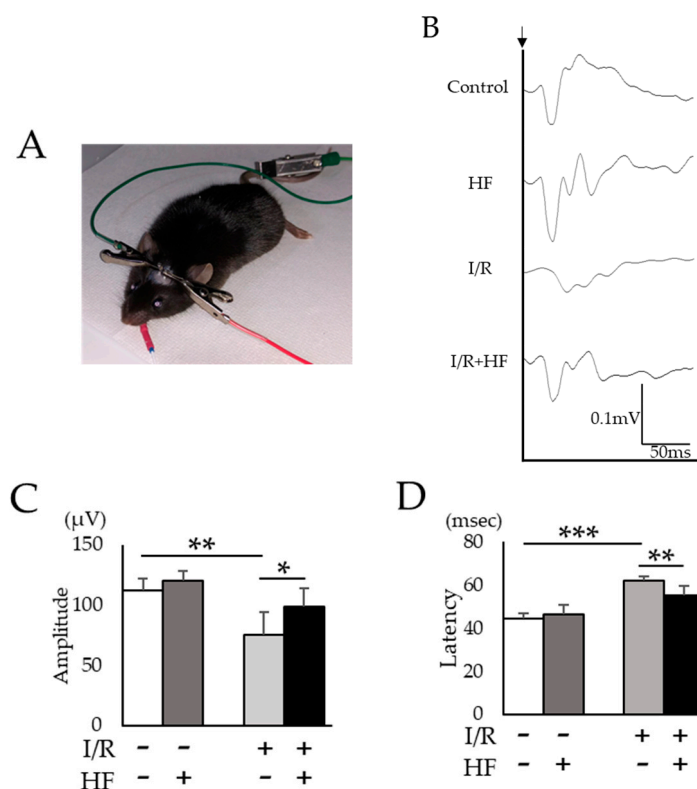 A
B
Control
HF
I/R
I/R+HF
0.1mV
50ms
C
(μV)
150
100
50
0
Amplitude
** *
I/R - - + +
HF - + - +
D
(msec)
80
60
40
20
0
Latency
*** **
I/R - - + +
HF - + - +